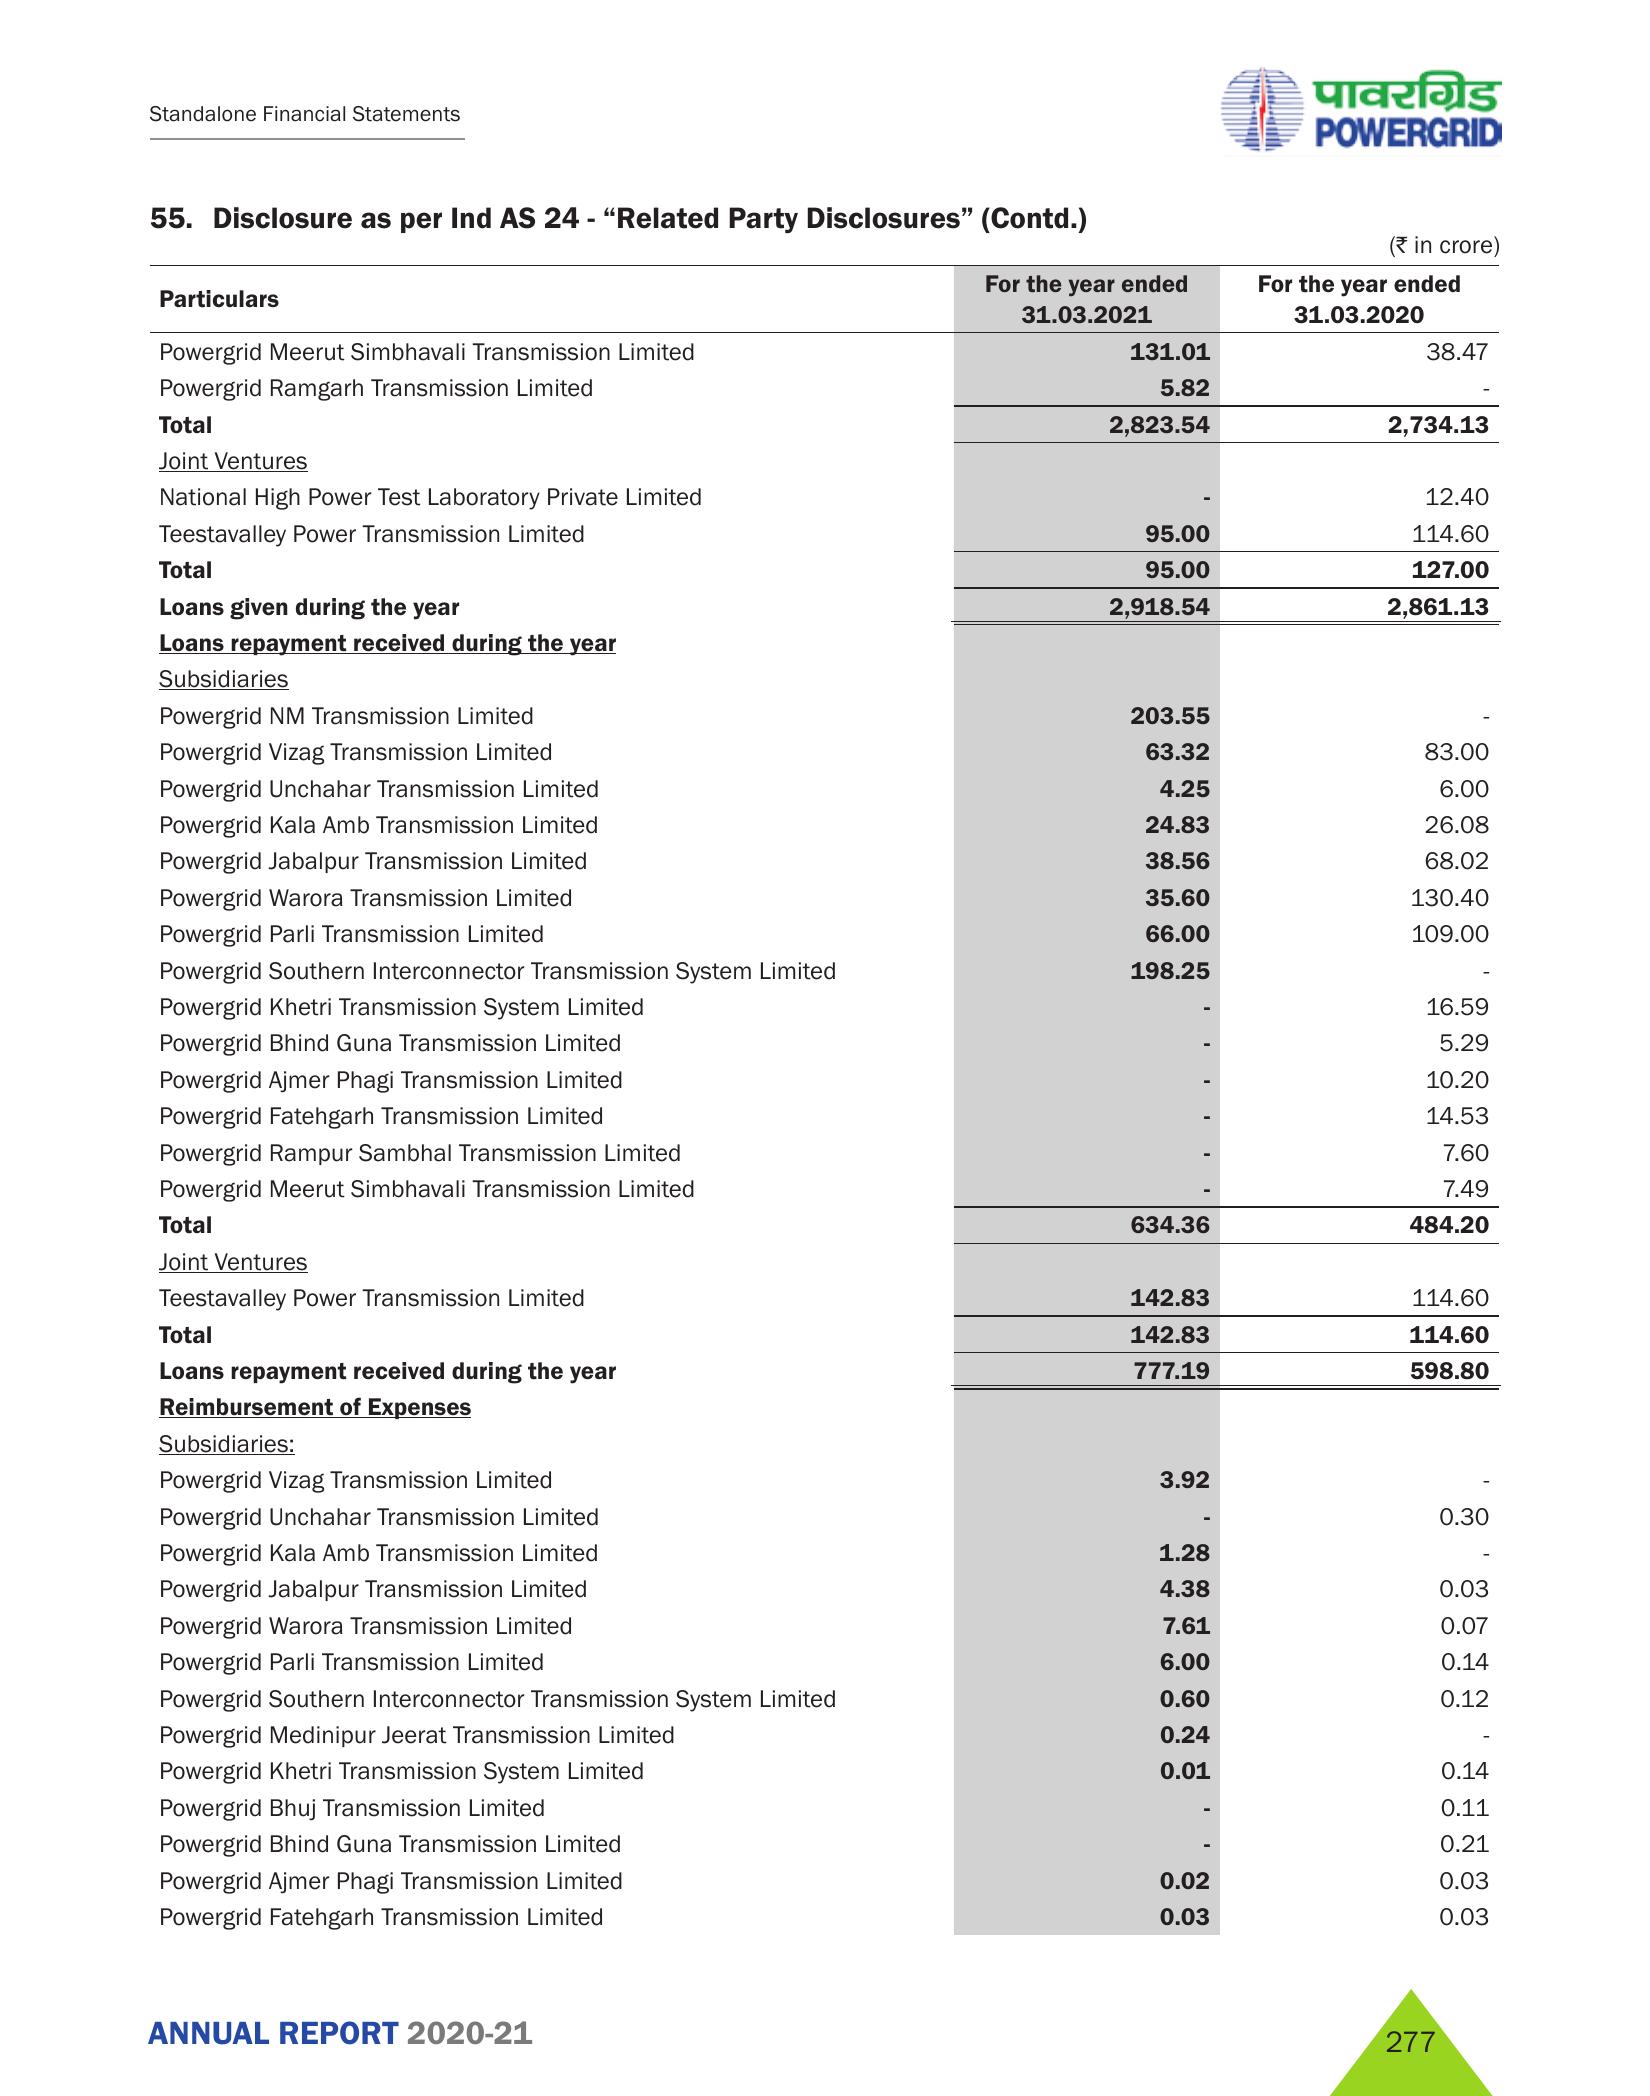 Standalone Financial Statements
पावरग्रिड
POWERGRID
55. Disclosure as per Ind AS 24 - “Related Party Disclosures” (Contd.)
(₹ in crore)
Particulars For the year ended 31.03.2021 For the year ended 31.03.2020
Powergrid Meerut Simbhavali Transmission Limited 131.01 38.47
Powergrid Ramgarh Transmission Limited 5.82 -
Total 2,823.54 2,734.13
Joint Ventures
National High Power Test Laboratory Private Limited - 12.40
Teestavalley Power Transmission Limited 95.00 114.60
Total 95.00 127.00
Loans given during the year 2,918.54 2,861.13
Loans repayment received during the year
Subsidiaries
Powergrid NM Transmission Limited 203.55 -
Powergrid Vizag Transmission Limited 63.32 83.00
Powergrid Unchahar Transmission Limited 4.25 6.00
Powergrid Kala Amb Transmission Limited 24.83 26.08
Powergrid Jabalpur Transmission Limited 38.56 68.02
Powergrid Warora Transmission Limited 35.60 130.40
Powergrid Parli Transmission Limited 66.00 109.00
Powergrid Southern Interconnector Transmission System Limited 198.25 -
Powergrid Khetri Transmission System Limited - 16.59
Powergrid Bhind Guna Transmission Limited - 5.29
Powergrid Ajmer Phagi Transmission Limited - 10.20
Powergrid Fatehgarh Transmission Limited - 14.53
Powergrid Rampur Sambhal Transmission Limited - 7.60
Powergrid Meerut Simbhavali Transmission Limited - 7.49
Total 634.36 484.20
Joint Ventures
Teestavalley Power Transmission Limited 142.83 114.60
Total 142.83 114.60
Loans repayment received during the year 777.19 598.80
Reimbursement of Expenses
Subsidiaries:
Powergrid Vizag Transmission Limited 3.92 -
Powergrid Unchahar Transmission Limited - 0.30
Powergrid Kala Amb Transmission Limited 1.28 -
Powergrid Jabalpur Transmission Limited 4.38 0.03
Powergrid Warora Transmission Limited 7.61 0.07
Powergrid Parli Transmission Limited 6.00 0.14
Powergrid Southern Interconnector Transmission System Limited 0.60 0.12
Powergrid Medinipur Jeerat Transmission Limited 0.24 -
Powergrid Khetri Transmission System Limited 0.01 0.14
Powergrid Bhuj Transmission Limited - 0.11
Powergrid Bhind Guna Transmission Limited - 0.21
Powergrid Ajmer Phagi Transmission Limited 0.02 0.03
Powergrid Fatehgarh Transmission Limited 0.03 0.03
ANNUAL REPORT 2020-21
277